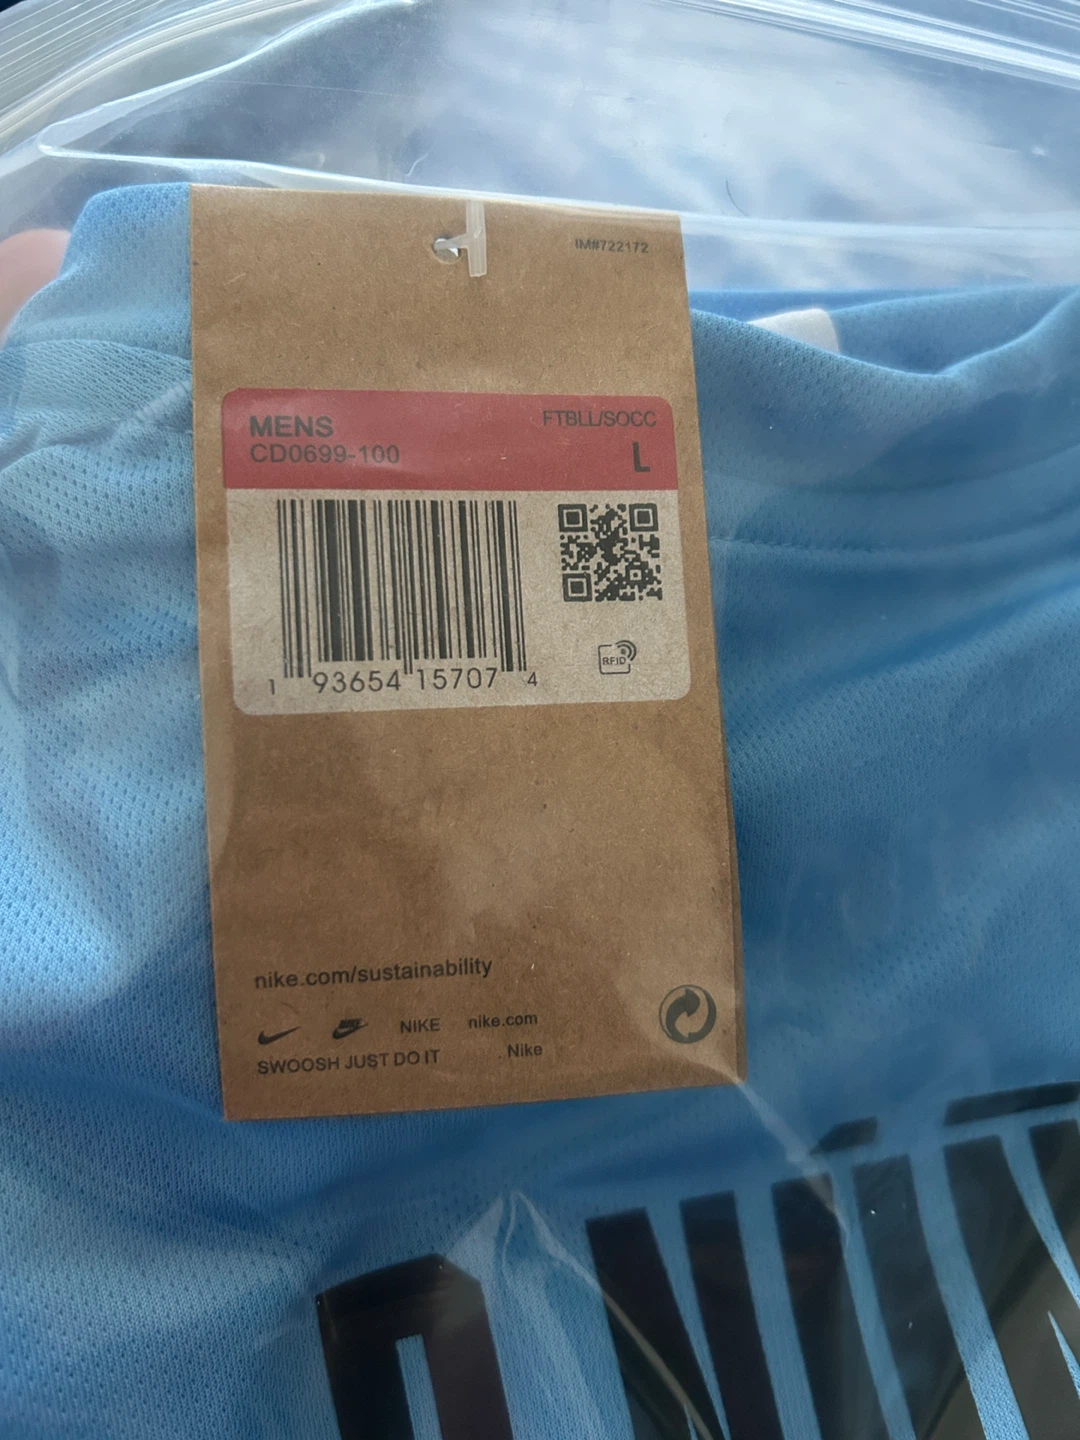 IM#722172
MENS FTBLL/SOCC
CD0699-100 L
1 93654 15707 4
RFID
nike.com/sustainability
NIKE nike.com
SWOOSH JUST DO IT . Nike